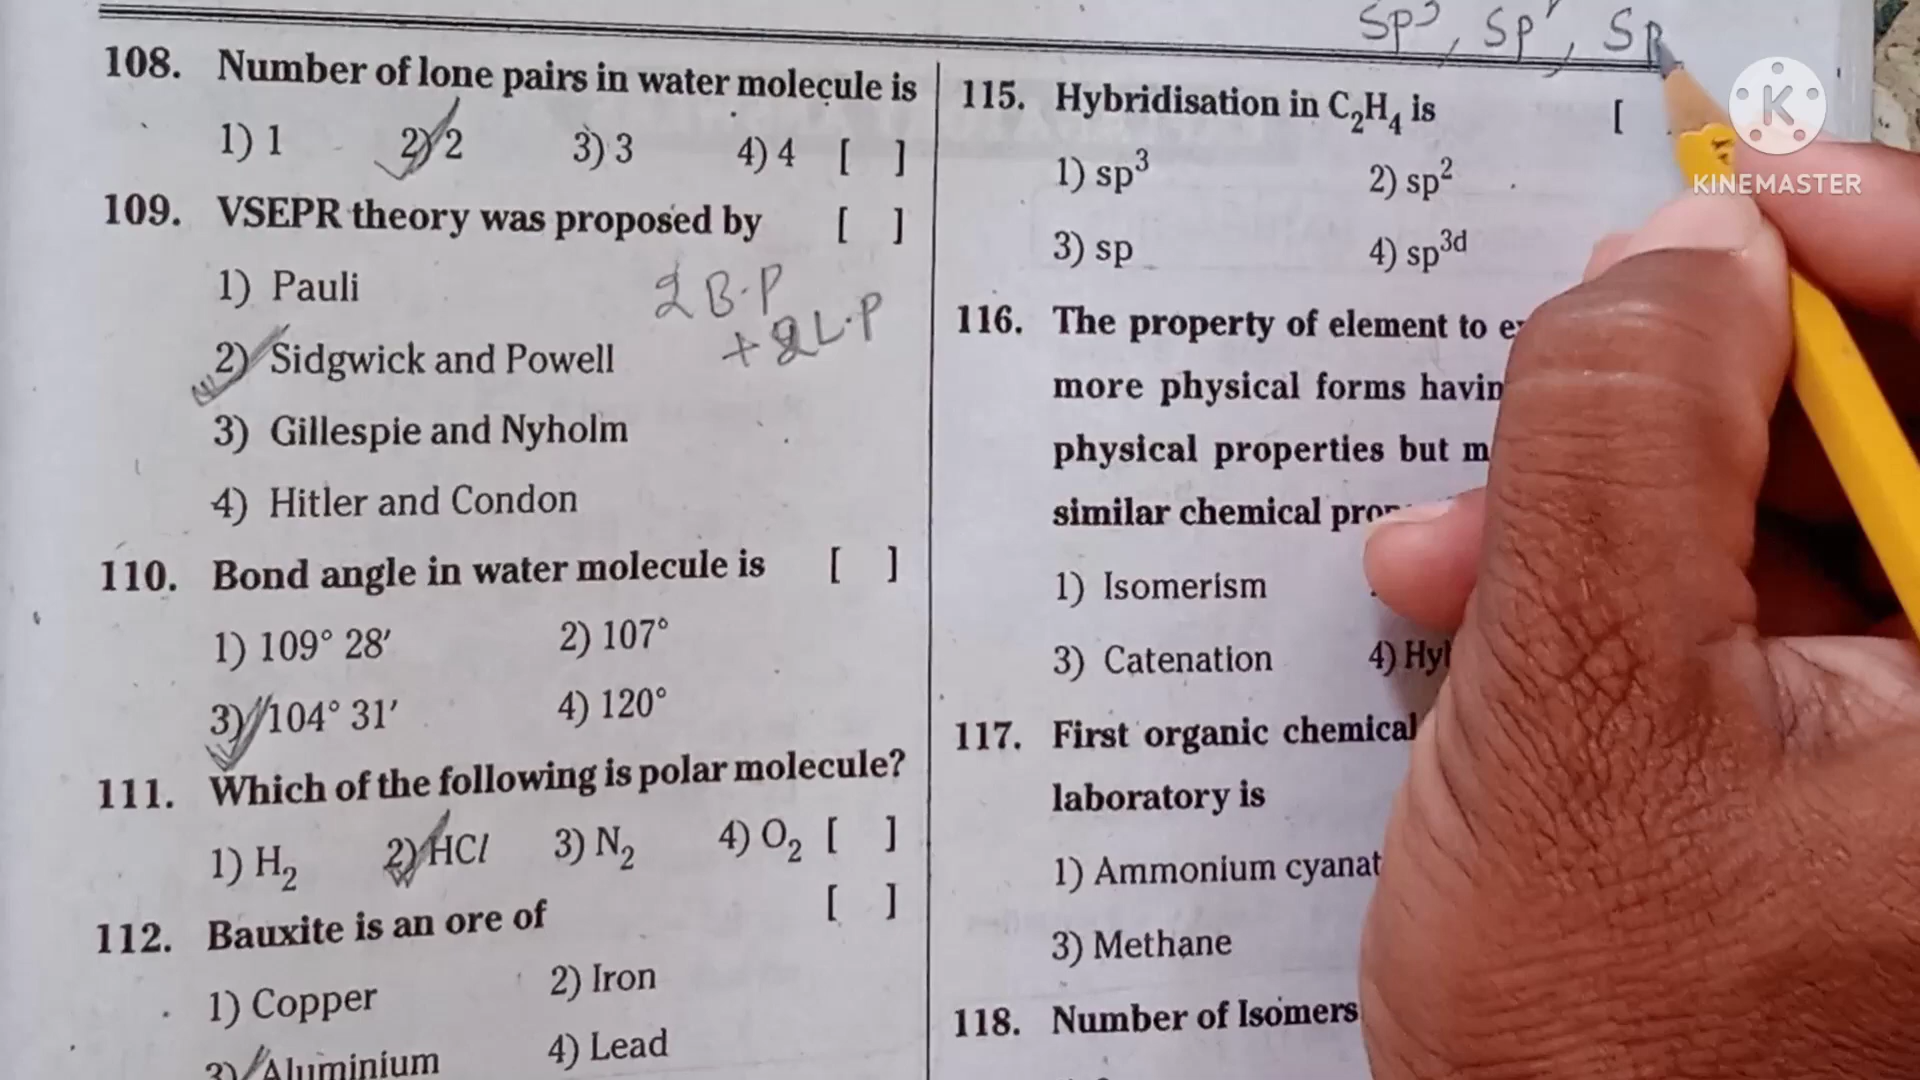 108. Number of lone pairs in water molecule is
1) 1 2) 2 3) 3 4) 4 [ ]
109. VSEPR theory was proposed by [ ]
1) Pauli
2) Sidgwick and Powell
3) Gillespie and Nyholm
4) Hitler and Condon
2 B.P
+ 2 L.P
110. Bond angle in water molecule is [ ]
1) 109° 28′ 2) 107°
3) 104° 31′ 4) 120°
111. Which of the following is polar molecule?
1) H₂ 2) HCl 3) N₂ 4) O₂ [ ]
112. Bauxite is an ore of [ ]
1) Copper 2) Iron
3) Aluminium 4) Lead
Sp³, Sp, Sp
115. Hybridisation in C₂H₄ is [
1) sp³ 2) sp²
3) sp 4) sp³ᵈ
116. The property of element to
more physical forms
physical properties but
similar chemical
1) Isomerism
3) Catenation 4)
117. First organic chemical
laboratory is
1) Ammonium
3) Methane
118. Number of Isomers
K
KINEMASTER